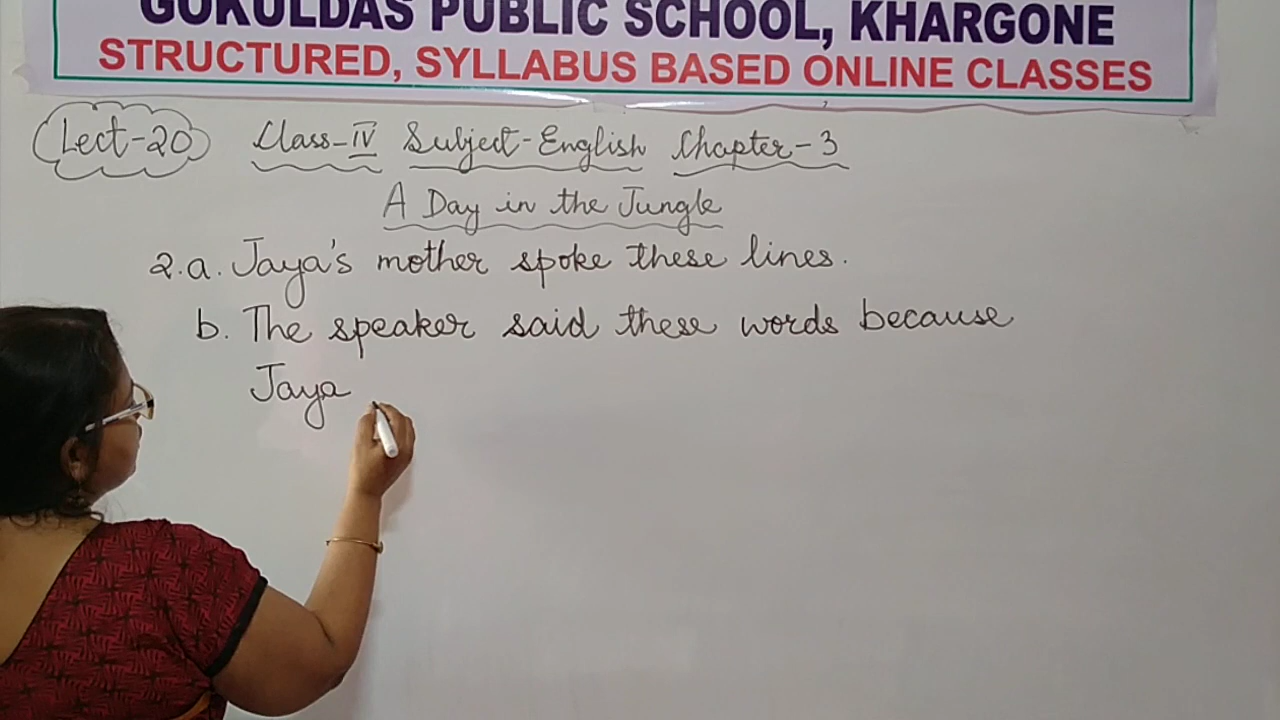 GOKULDAS PUBLIC SCHOOL, KHARGONE
STRUCTURED, SYLLABUS BASED ONLINE CLASSES
Lect-20 Class-IV Subject-English Chapter-3
A Day in the Jungle
2.a. Jaya's mother spoke these lines.
b. The speaker said these words because
Jaya